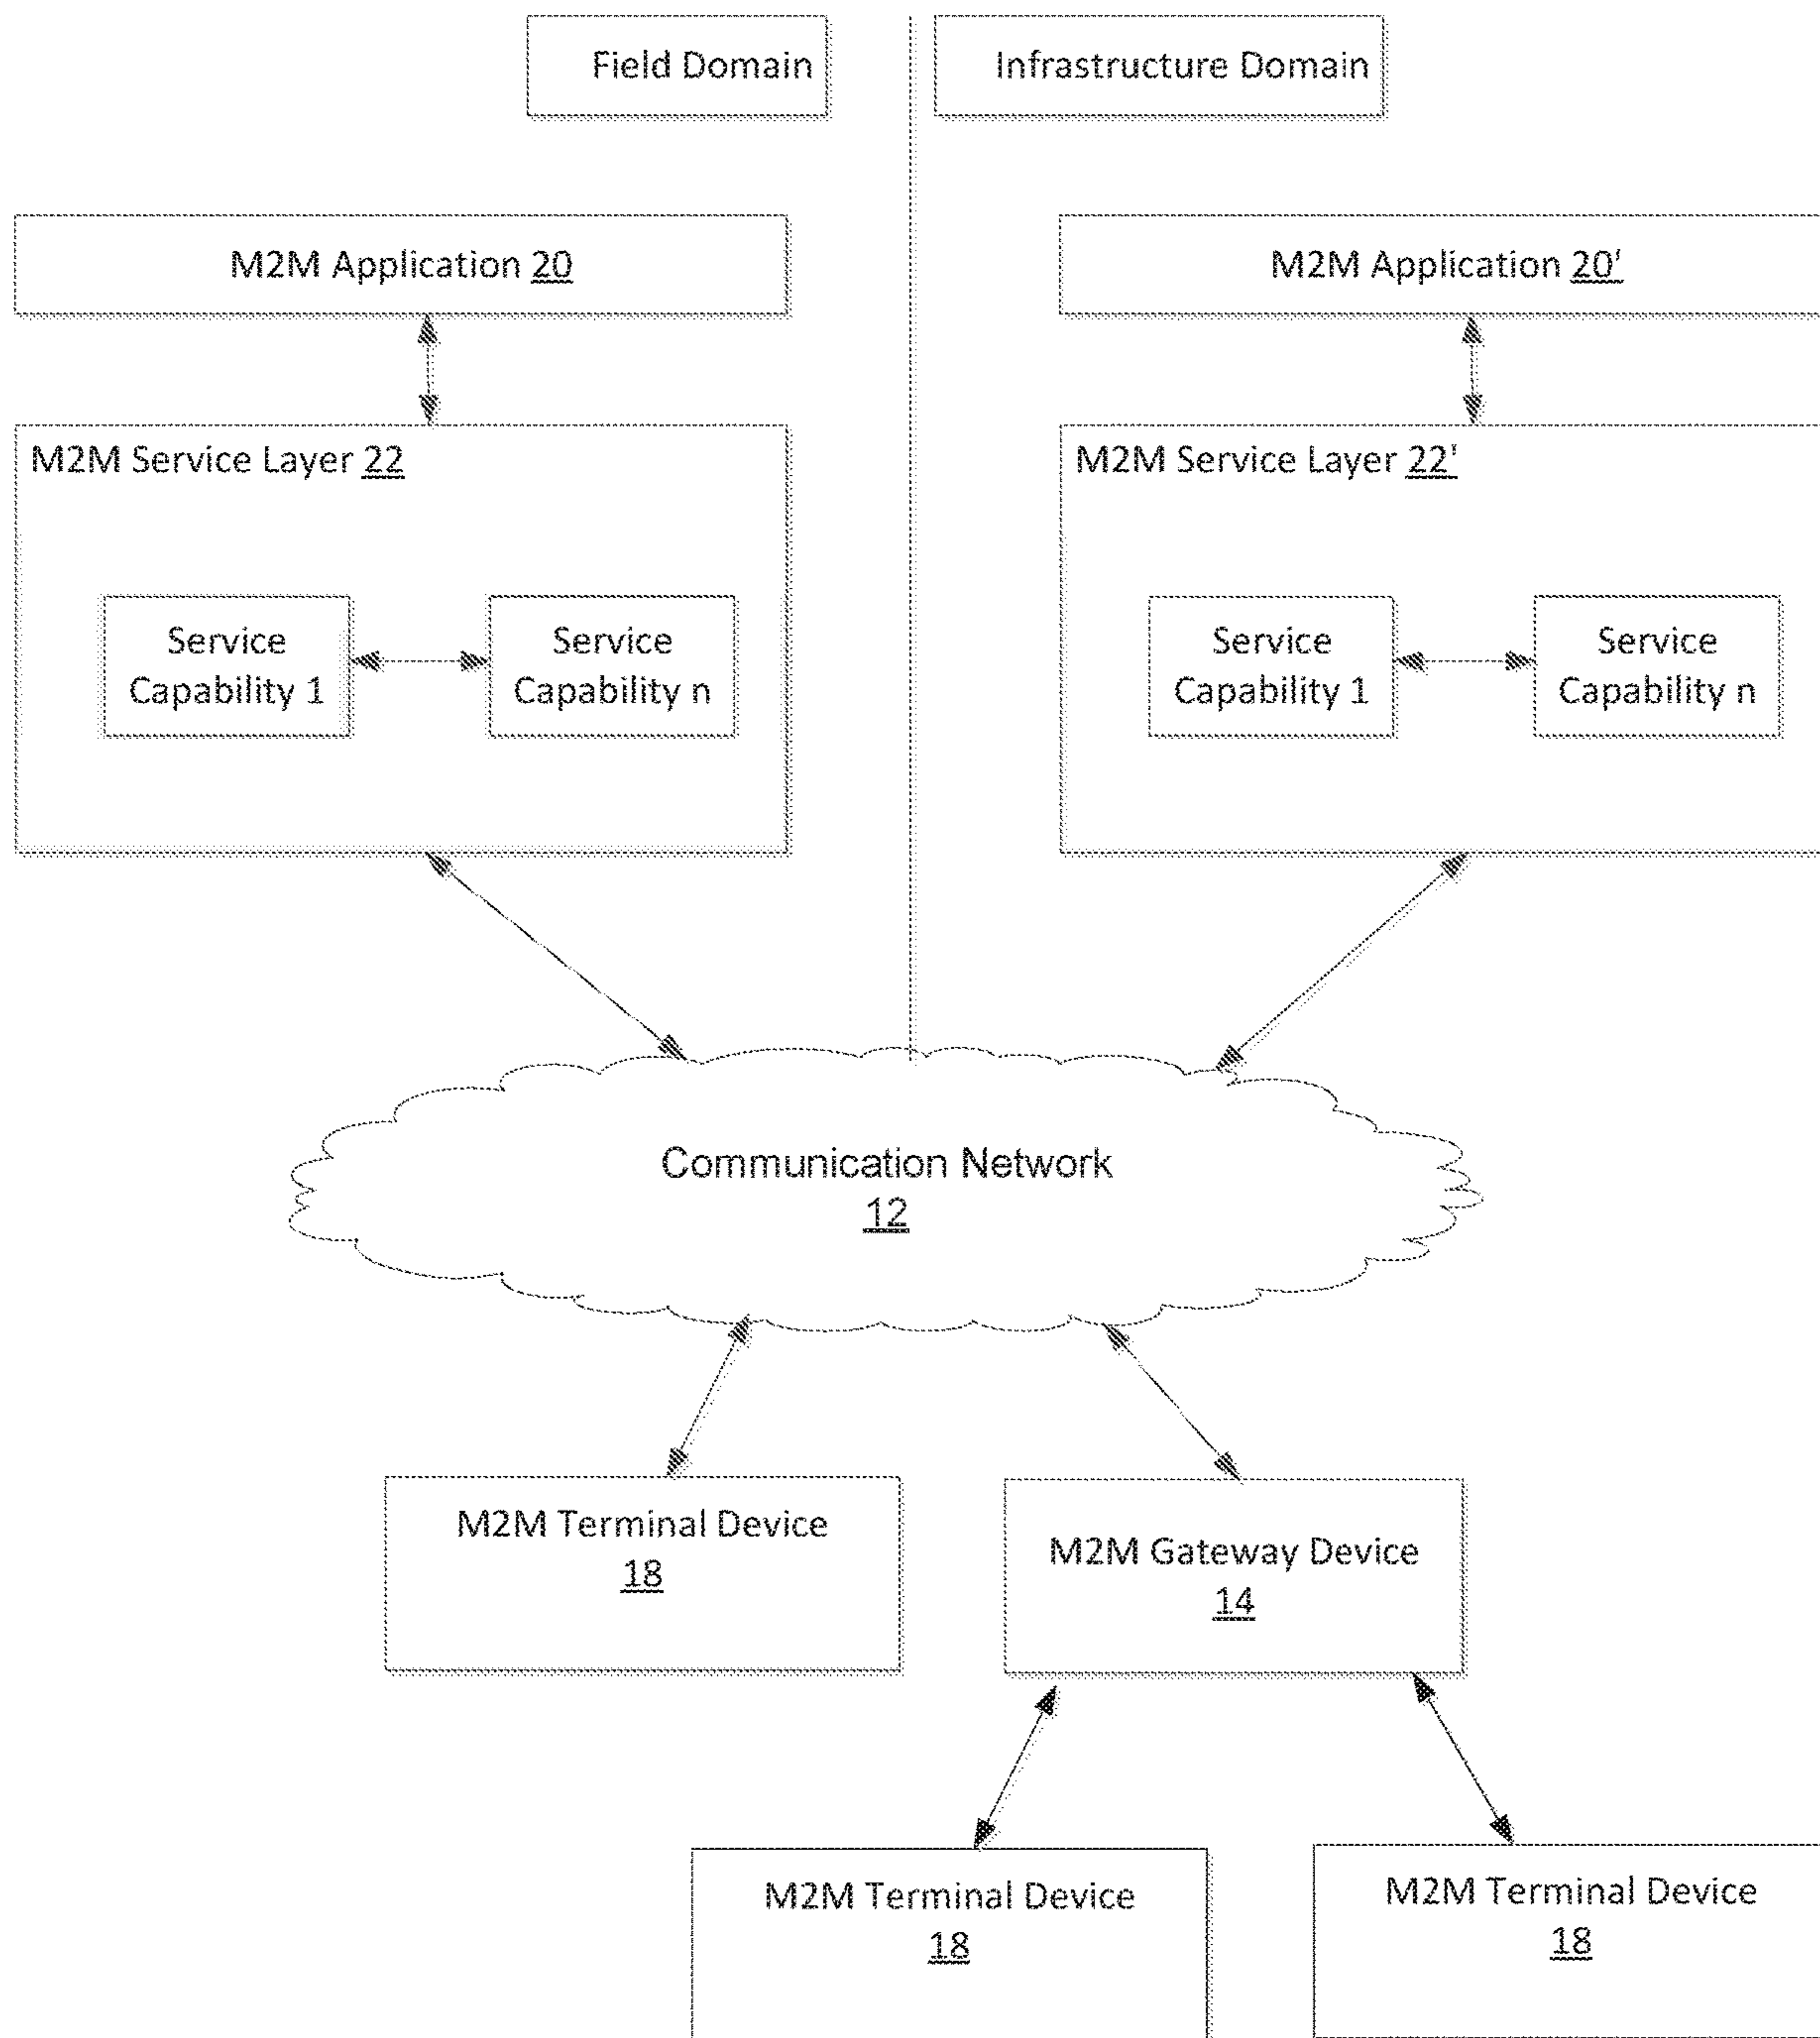 Field Domain
Infrastructure Domain
M2M Application 20
M2M Application 20'
M2M Service Layer 22
M2M Service Layer 22'
Service
Capability 1
Service
Capability n
Service
Capability 1
Service
Capability n
Communication Network
12
M2M Terminal Device
18
M2M Gateway Device
14
M2M Terminal Device
18
M2M Terminal Device
18